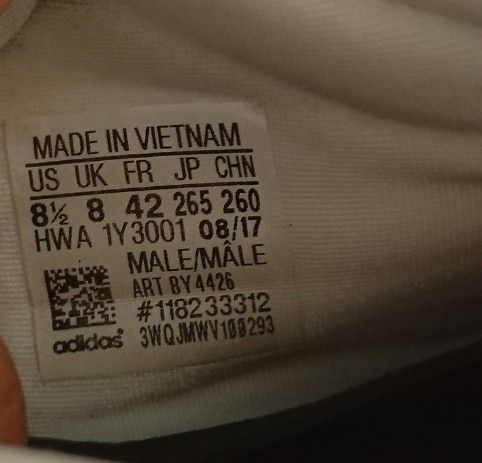 MADE IN VIETNAM
US UK FR JP CHN
8½ 8 42 265 260
HWA 1Y3001 08/17
MALE/MÂLE
ART BY4426
#118233312
adidas 3WQJMWV100293